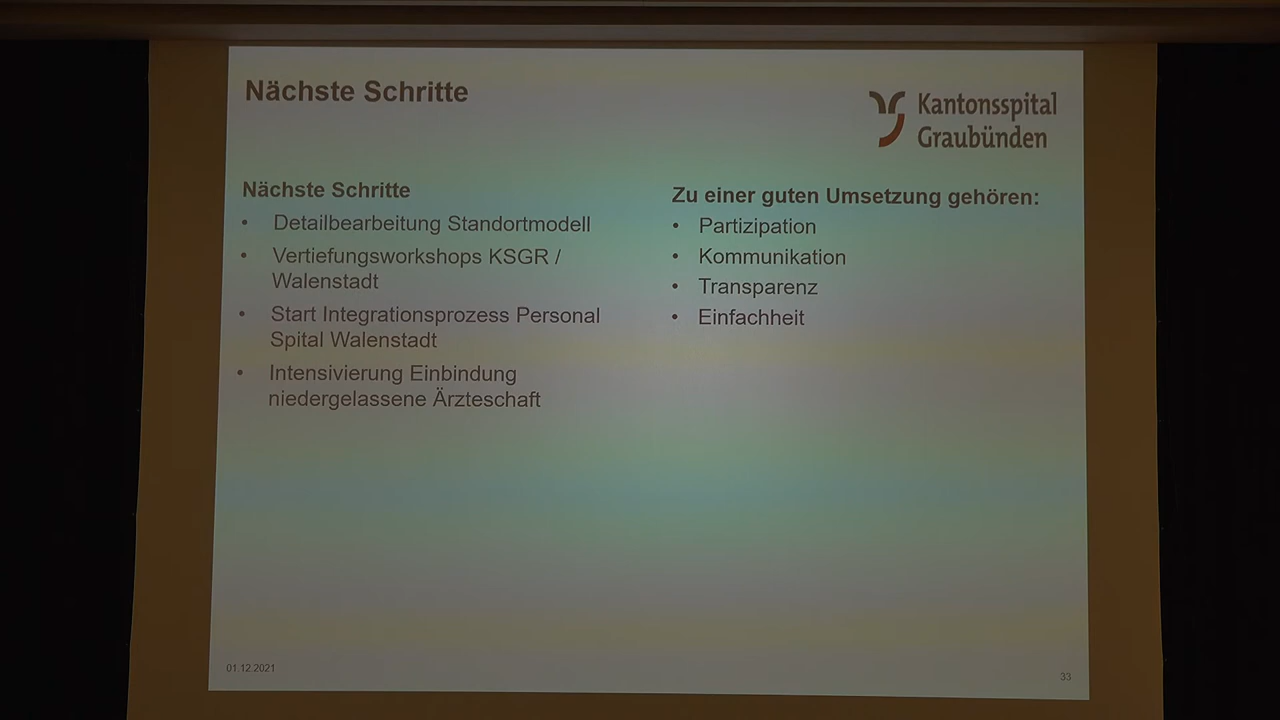 Nächste Schritte
Kantonsspital
Graubünden
Nächste Schritte
• Detailbearbeitung Standortmodell
• Vertiefungsworkshops KSGR /
Walenstadt
• Start Integrationsprozess Personal
Spital Walenstadt
• Intensivierung Einbindung
niedergelassene Ärzteschaft
Zu einer guten Umsetzung gehören:
• Partizipation
• Kommunikation
• Transparenz
• Einfachheit
01.12.2021
33